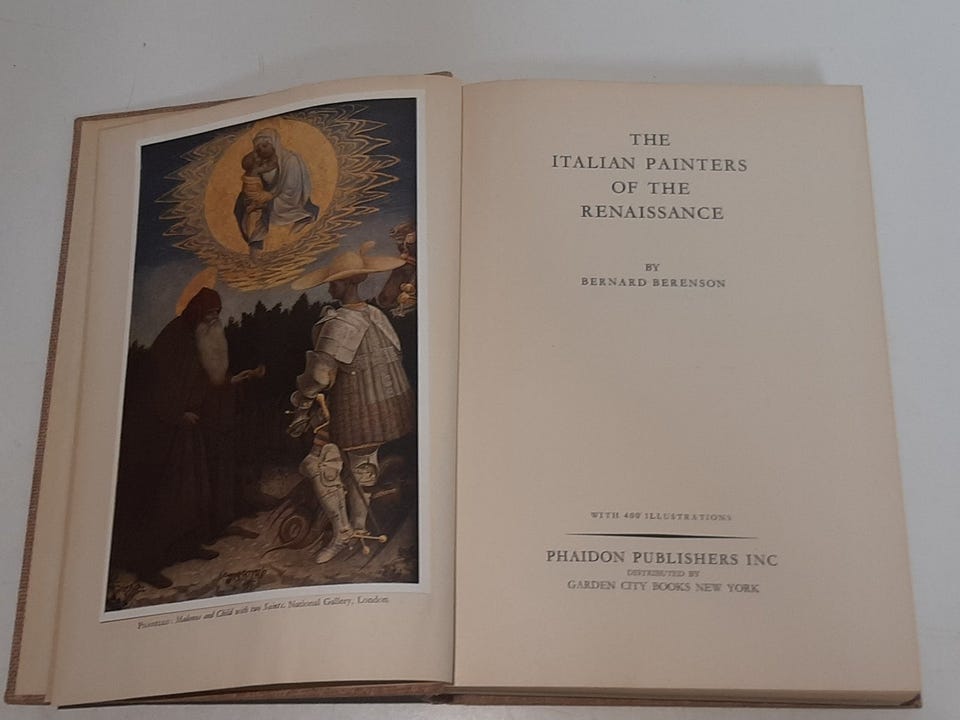 PISANELLO: Madonna and Child with two Saints. National Gallery, London
THE
ITALIAN PAINTERS
OF THE
RENAISSANCE
BY
BERNARD BERENSON
WITH 400 ILLUSTRATIONS
PHAIDON PUBLISHERS INC
DISTRIBUTED BY
GARDEN CITY BOOKS NEW YORK